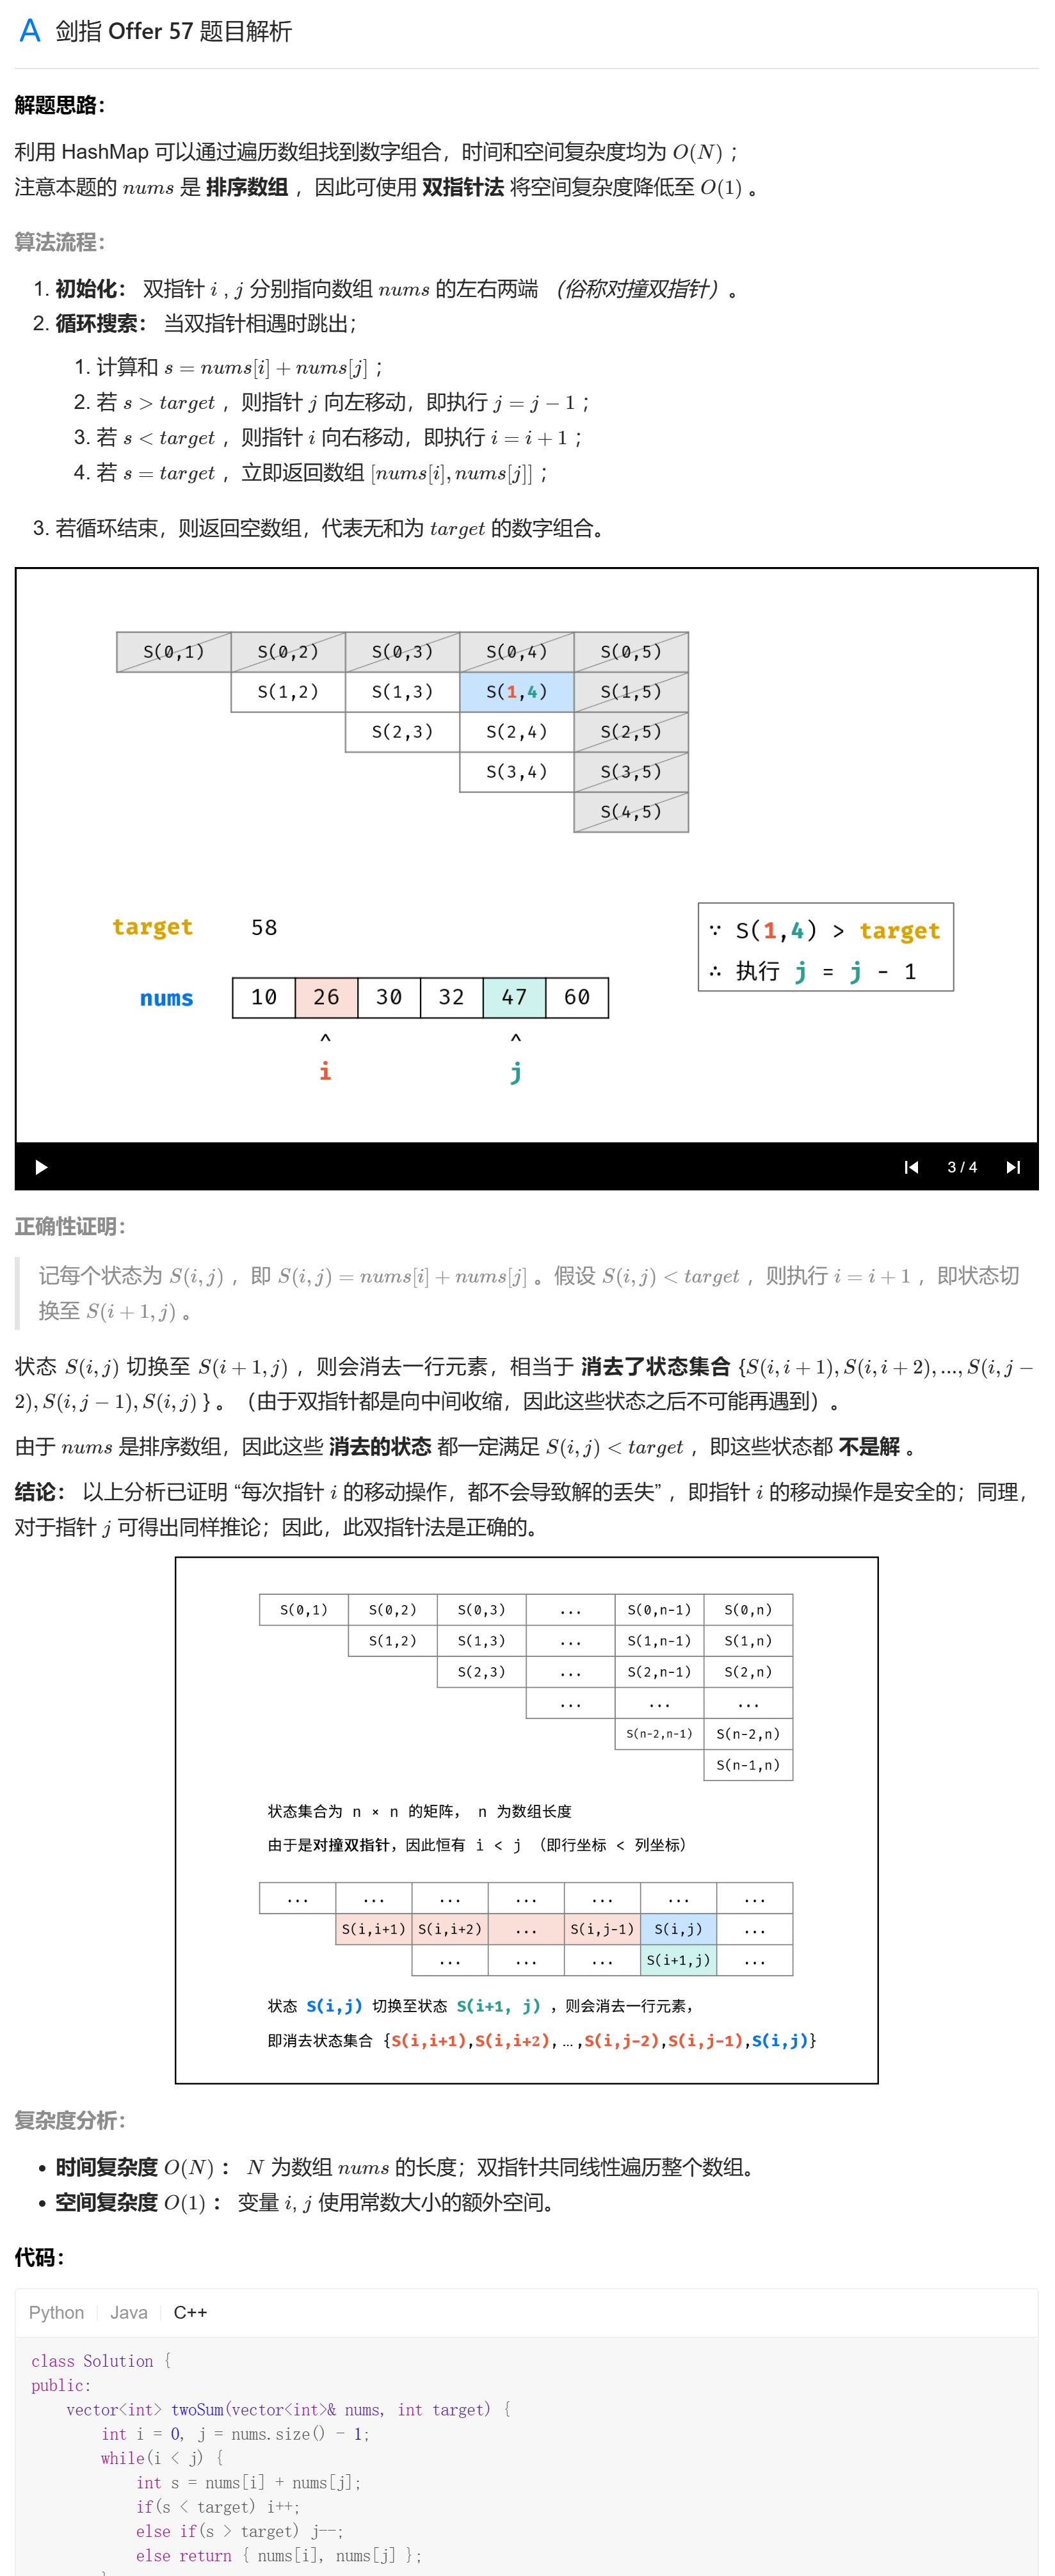 剑指 Offer 57 题目解析
解题思路：
利用 HashMap 可以通过遍历数组找到数字组合，时间和空间复杂度均为 O(N) ；
注意本题的 nums 是 排序数组 ，因此可使用 双指针法 将空间复杂度降低至 O(1) 。
算法流程：
1. 初始化： 双指针 i , j 分别指向数组 nums 的左右两端 （俗称对撞双指针）。
2. 循环搜索： 当双指针相遇时跳出；
1. 计算和 s = nums[i] + nums[j] ；
2. 若 s > target ，则指针 j 向左移动，即执行 j = j − 1 ；
3. 若 s < target ，则指针 i 向右移动，即执行 i = i + 1 ；
4. 若 s = target ，立即返回数组 [nums[i], nums[j]] ；
3. 若循环结束，则返回空数组，代表无和为 target 的数字组合。
S(0,1) S(0,2) S(0,3) S(0,4) S(0,5)
S(1,2) S(1,3) S(1,4) S(1,5)
S(2,3) S(2,4) S(2,5)
S(3,4) S(3,5)
S(4,5)
target 58
∵ S(1,4) > target
∴ 执行 j = j - 1
nums 10 26 30 32 47 60
^ ^
i j
3 / 4
正确性证明：
记每个状态为 S(i, j) ，即 S(i, j) = nums[i] + nums[j] 。假设 S(i, j) < target ，则执行 i = i + 1 ，即状态切
换至 S(i + 1, j) 。
状态 S(i, j) 切换至 S(i + 1, j) ，则会消去一行元素，相当于 消去了状态集合 {S(i, i + 1), S(i, i + 2), ..., S(i, j −
2), S(i, j − 1), S(i, j) } 。（由于双指针都是向中间收缩，因此这些状态之后不可能再遇到）。
由于 nums 是排序数组，因此这些 消去的状态 都一定满足 S(i, j) < target ，即这些状态都 不是解 。
结论： 以上分析已证明 “每次指针 i 的移动操作，都不会导致解的丢失” ，即指针 i 的移动操作是安全的；同理，
对于指针 j 可得出同样推论；因此，此双指针法是正确的。
S(0,1) S(0,2) S(0,3) ... S(0,n-1) S(0,n)
S(1,2) S(1,3) ... S(1,n-1) S(1,n)
S(2,3) ... S(2,n-1) S(2,n)
... ... ...
S(n-2,n-1) S(n-2,n)
S(n-1,n)
状态集合为 n × n 的矩阵， n 为数组长度
由于是对撞双指针，因此恒有 i < j （即行坐标 < 列坐标）
... ... ... ... ... ... ...
S(i,i+1) S(i,i+2) ... S(i,j-1) S(i,j) ...
... ... ... S(i+1,j) ...
状态 S(i,j) 切换至状态 S(i+1, j) ，则会消去一行元素，
即消去状态集合 {S(i,i+1),S(i,i+2), ... ,S(i,j-2),S(i,j-1),S(i,j)}
复杂度分析：
• 时间复杂度 O(N) ： N 为数组 nums 的长度；双指针共同线性遍历整个数组。
• 空间复杂度 O(1) ： 变量 i, j 使用常数大小的额外空间。
代码：
Python Java C++
class Solution {
public:
vector<int> twoSum(vector<int>& nums, int target) {
int i = 0, j = nums.size() - 1;
while(i < j) {
int s = nums[i] + nums[j];
if(s < target) i++;
else if(s > target) j--;
else return { nums[i], nums[j] };